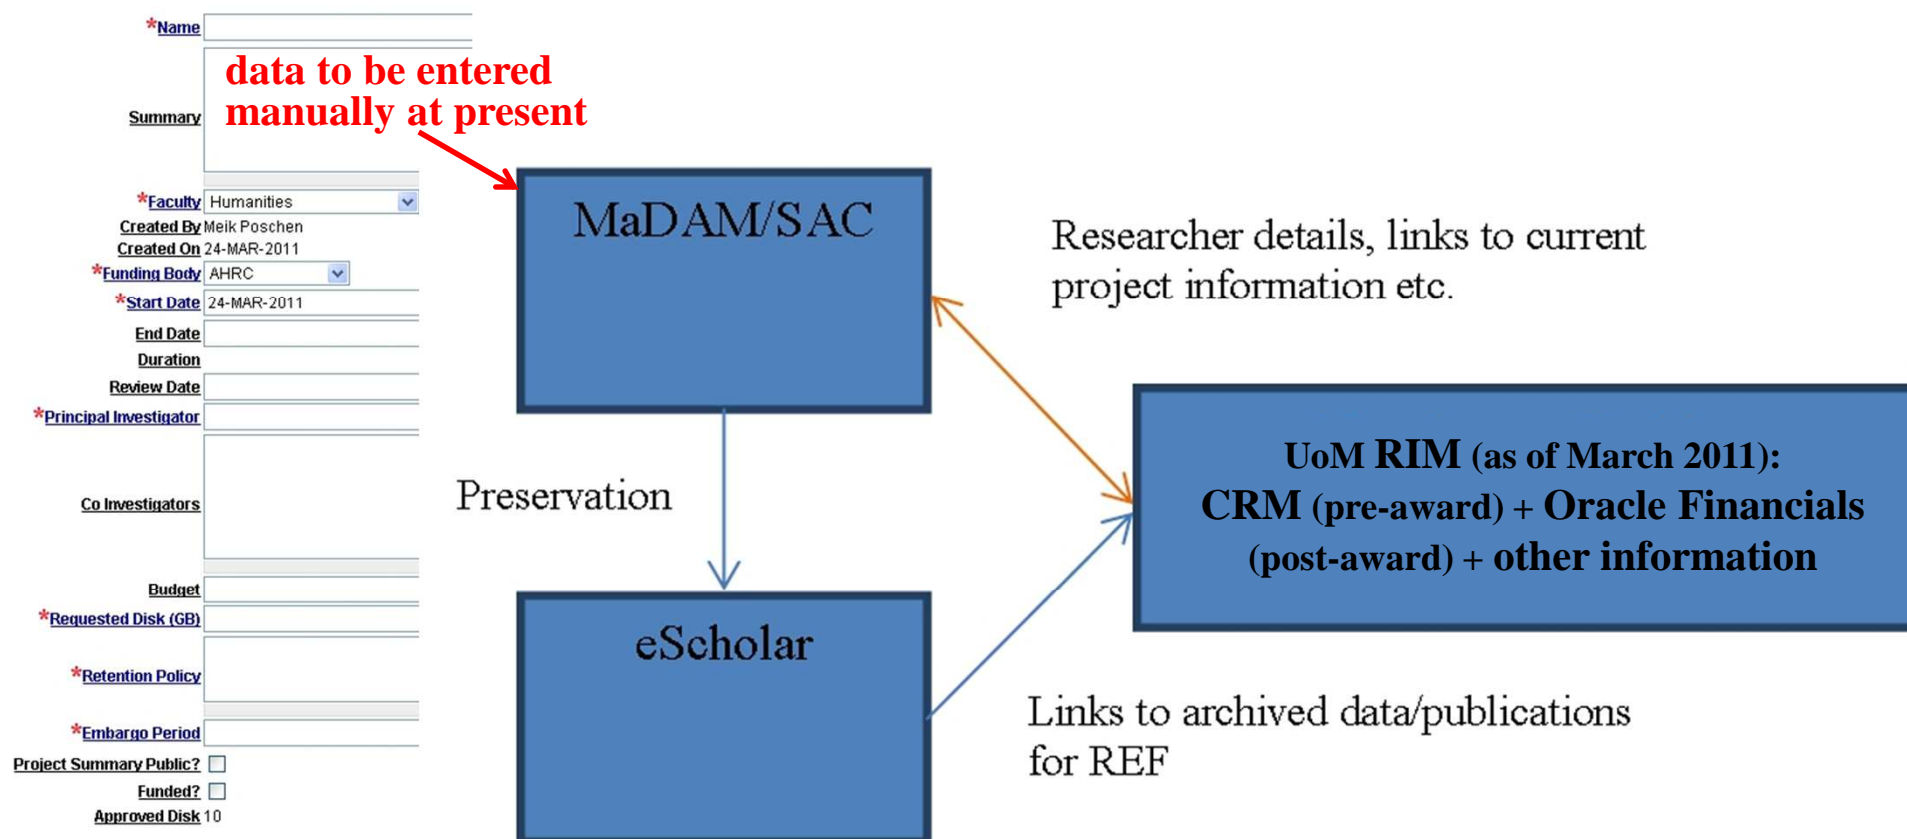 *Name
Summary
*Faculty Humanities
Created By Meik Poschen
Created On 24-MAR-2011
*Funding Body AHRC
*Start Date 24-MAR-2011
End Date
Duration
Review Date
*Principal Investigator
Co Investigators
Budget
*Requested Disk (GB)
*Retention Policy
*Embargo Period
Project Summary Public?
Funded?
Approved Disk 10
data to be entered
manually at present
MaDAM/SAC
Researcher details, links to current
project information etc.
Preservation
UoM RIM (as of March 2011):
CRM (pre-award) + Oracle Financials
(post-award) + other information
eScholar
Links to archived data/publications
for REF